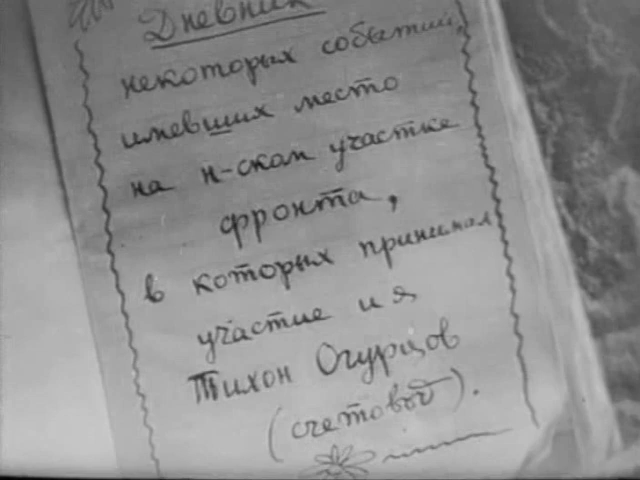 Дневник
некоторых событий,
имевших место
на н-ском участке
фронта,
в которых принимал
участие и я
Тихон Огурцов
(счетовод).